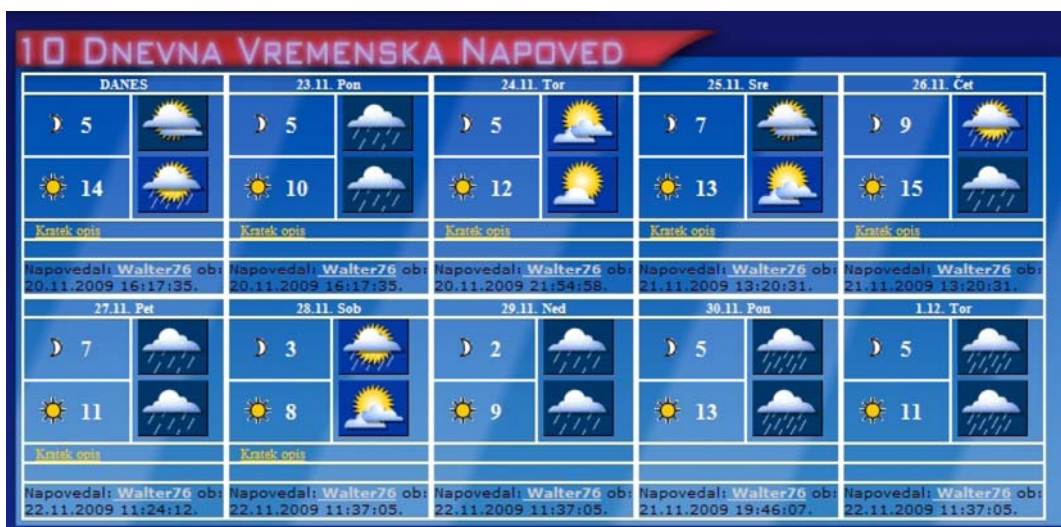 10 DNEVNA VREMENSKA NAPOVED
DANES 23.11. Pon 24.11. Tor 25.11. Sre 26.11. Čet
5 5 5 7 9
14 10 12 13 15
Kratek opis Kratek opis Kratek opis Kratek opis Kratek opis
Napovedal: Walter76 ob: Napovedal: Walter76 ob: Napovedal: Walter76 ob: Napovedal: Walter76 ob: Napovedal: Walter76 ob:
20.11.2009 16:17:35. 20.11.2009 16:17:35. 20.11.2009 21:54:58. 21.11.2009 13:20:31. 21.11.2009 13:20:31.
27.11. Pet 28.11. Sob 29.11. Ned 30.11. Pon 1.12. Tor
7 3 2 5 5
11 8 9 13 11
Kratek opis Kratek opis
Napovedal: Walter76 ob: Napovedal: Walter76 ob: Napovedal: Walter76 ob: Napovedal: Walter76 ob: Napovedal: Walter76 ob:
22.11.2009 11:24:12. 22.11.2009 11:37:05. 22.11.2009 11:37:05. 21.11.2009 19:46:07. 22.11.2009 11:37:05.